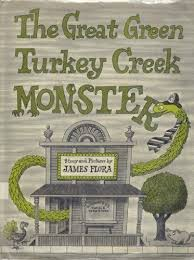 The Great Green
Turkey Creek
MONSTER
Story and Pictures by
JAMES FLORA